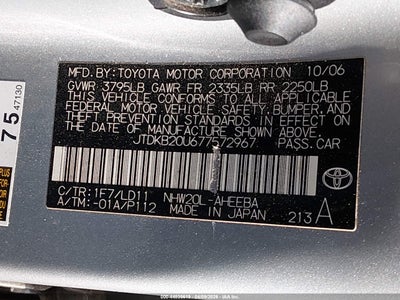 MFD.BY:TOYOTA MOTOR CORPORATION 10/06
GVWR 3795LB GAWR FR 2335LB RR 2250LB
THIS VEHICLE CONFORMS TO ALL APPLICABLE
FEDERAL MOTOR VEHICLE SAFETY, BUMPER, AND
THEFT PREVENTION STANDARDS IN EFFECT ON
THE DATE OF MANUFACTURE SHOWN ABOVE.
PASS.CAR
C/TR:1F7/LD11 NHW20L-AHEEBA
A/TM:-01A/P112 MADE IN JAPAN 213A
TOYOTA
75
47130